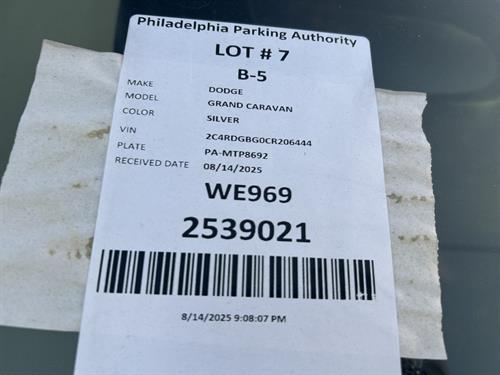 Philadelphia Parking Authority
LOT # 7
B-5
MAKE DODGE
MODEL GRAND CARAVAN
COLOR SILVER
VIN 2C4RDGBG0CR206444
PLATE PA-MTP8692
RECEIVED DATE 08/14/2025
WE969
2539021
8/14/2025 9:08:07 PM